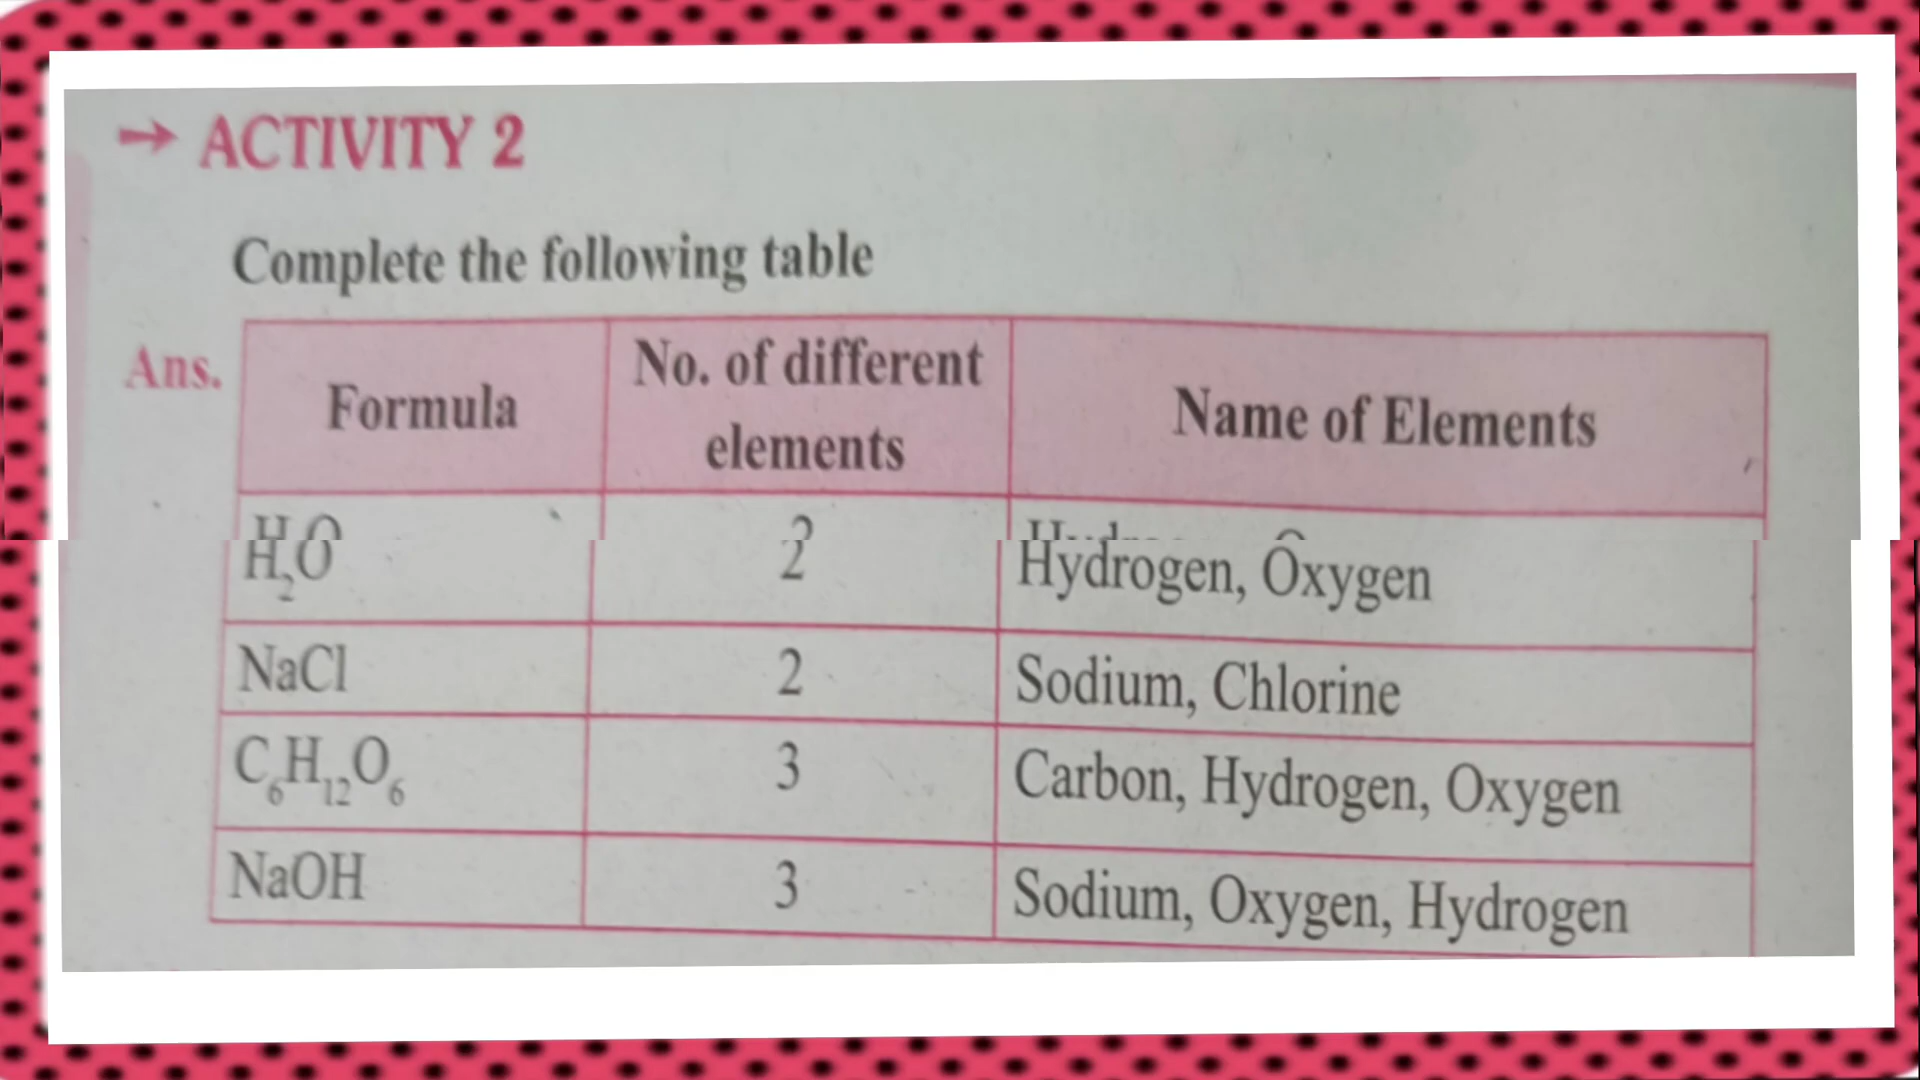 → ACTIVITY 2
Complete the following table
Ans.
Formula No. of different elements Name of Elements
H₂O 2 Hydrogen, Oxygen
NaCl 2 Sodium, Chlorine
C₆H₁₂O₆ 3 Carbon, Hydrogen, Oxygen
NaOH 3 Sodium, Oxygen, Hydrogen